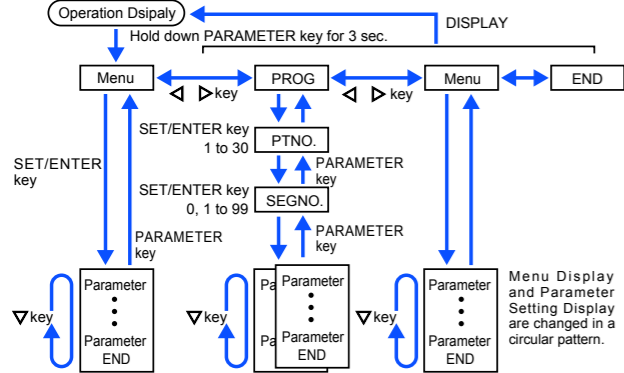 Operation Dsipaly
DISPLAY
Hold down PARAMETER key for 3 sec.
Menu
PROG
Menu
END
key
key
SET/ENTER key
1 to 30
PTNO.
PARAMETER
key
SET/ENTER
key
SET/ENTER key
0, 1 to 99
SEGNO.
PARAMETER
key
PARAMETER
key
Parameter
Parameter
END
key
Pa
Pa
E
Parameter
Parameter
END
key
Parameter
Parameter
END
key
Menu Display
and Parameter
Setting Display
are changed in a
circular pattern.